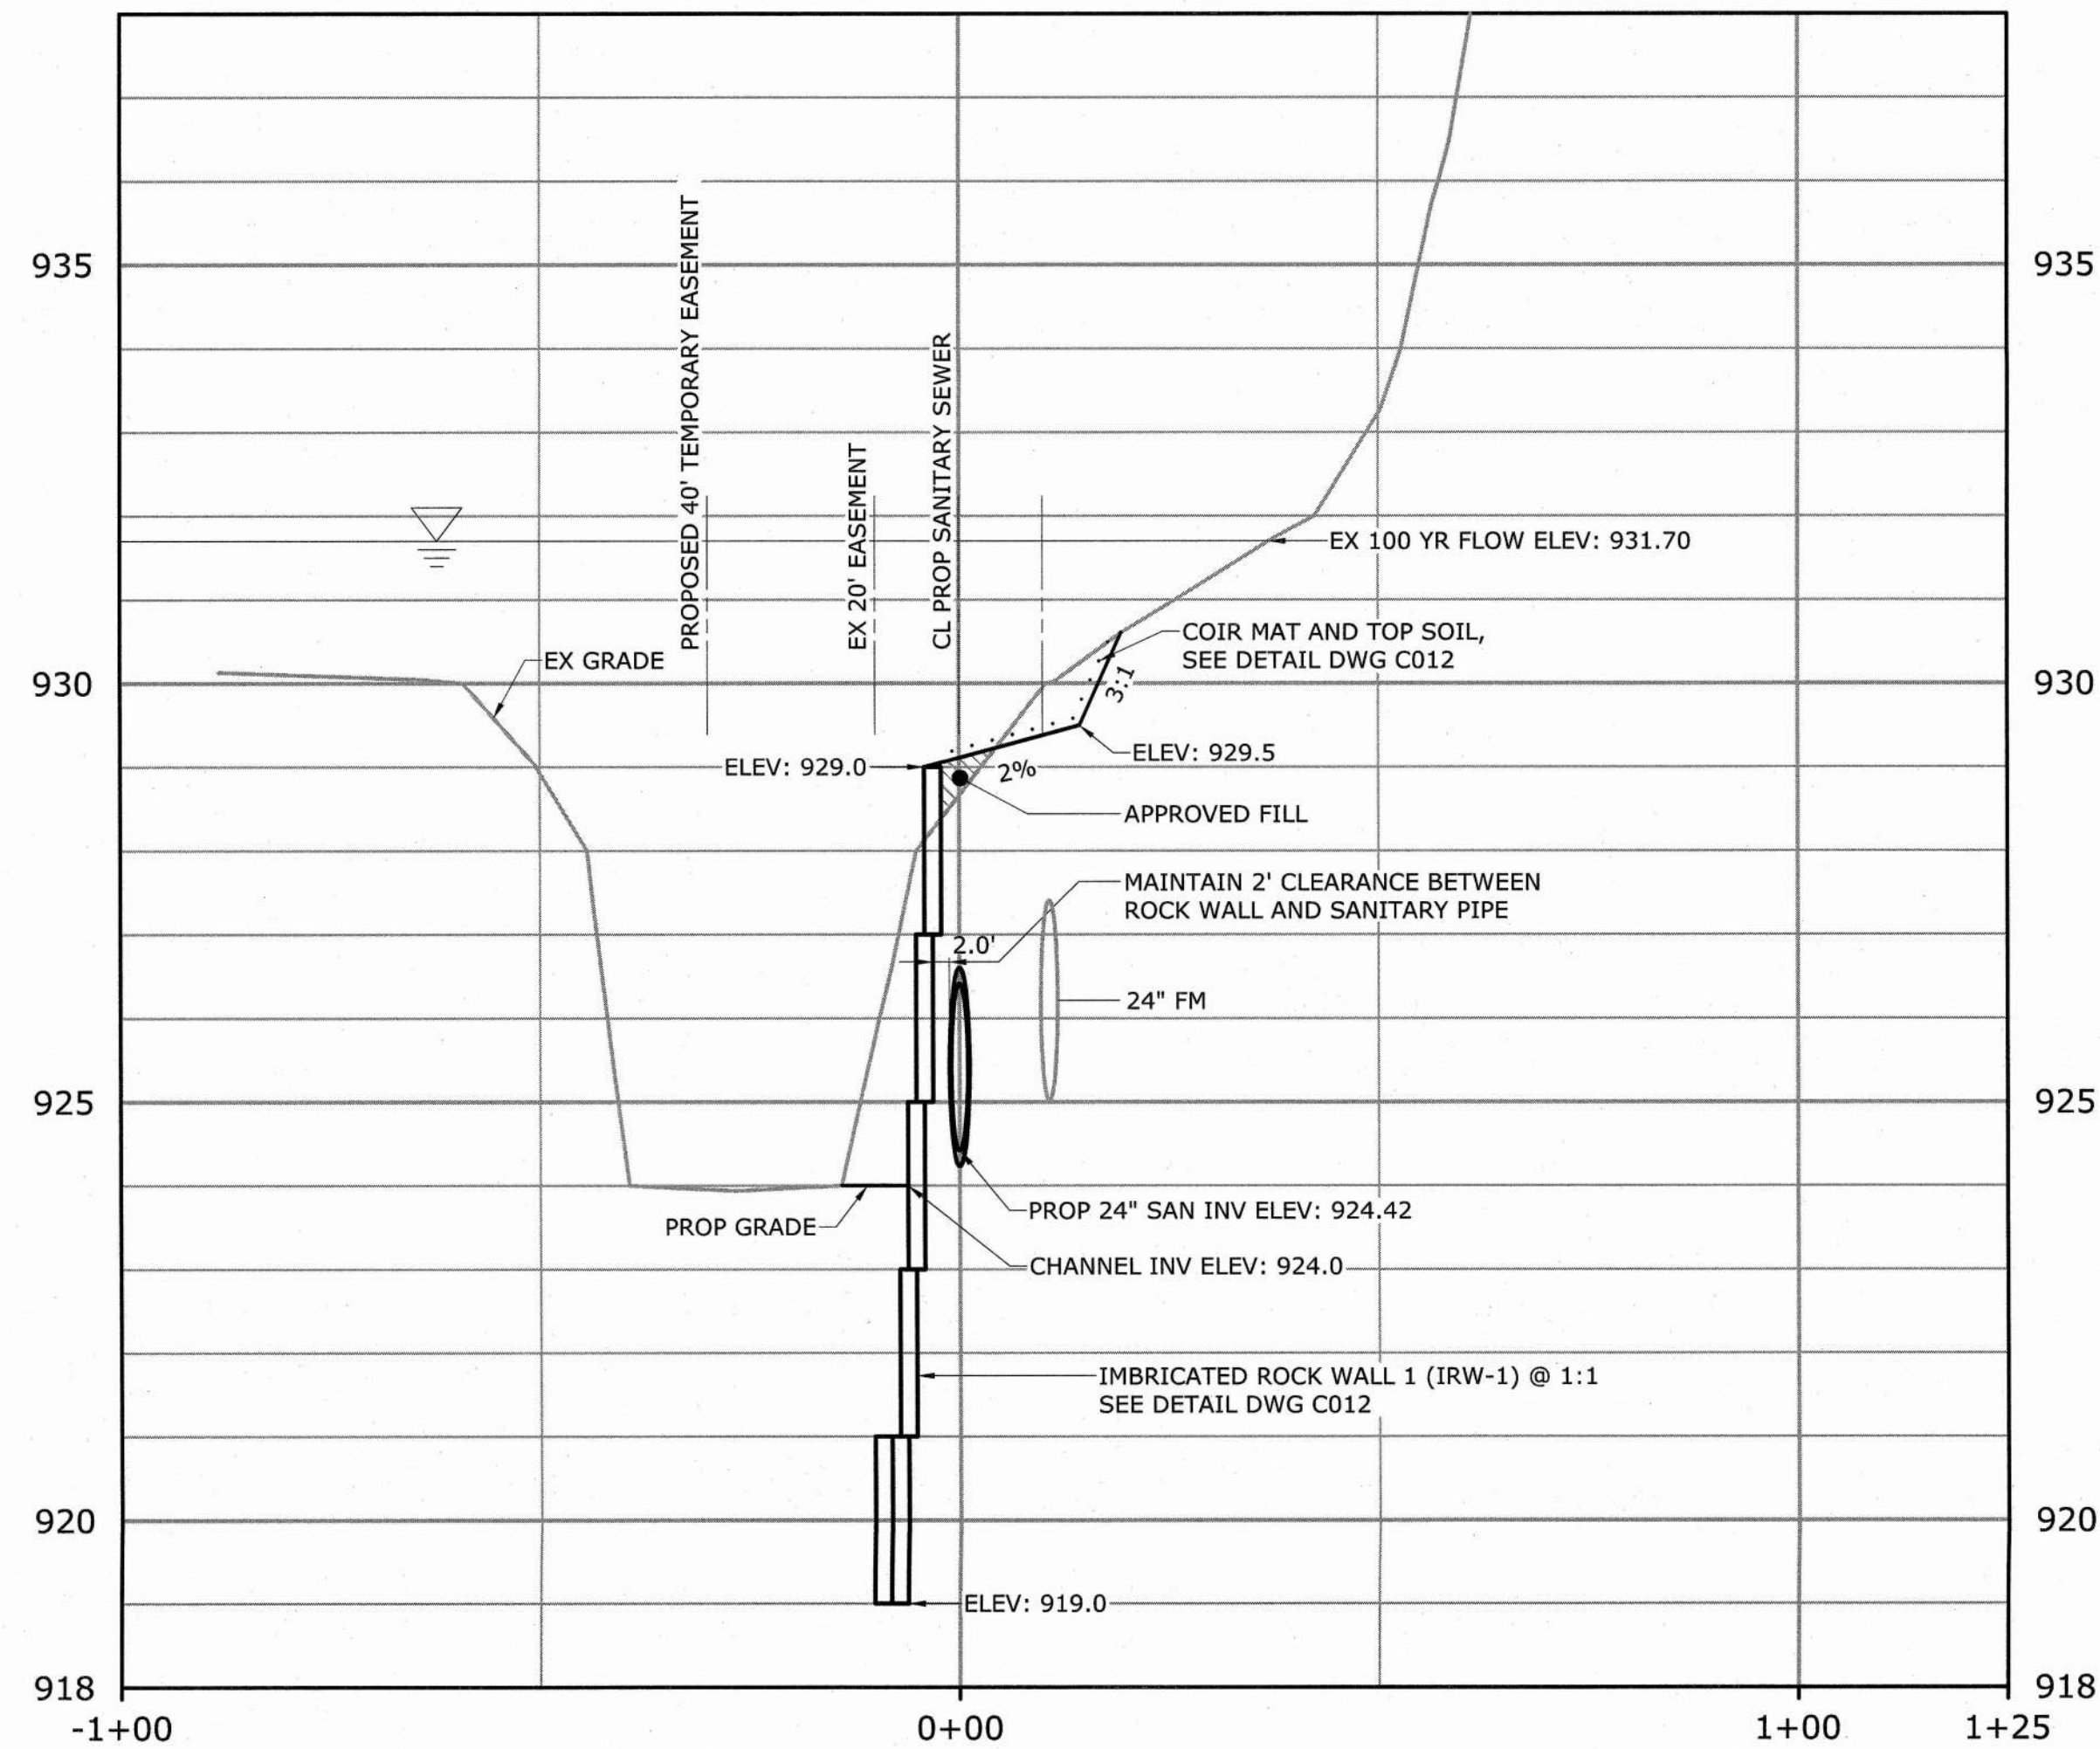 935
935
PROPOSED 40' TEMPORARY EASEMENT
EX 20' EASEMENT
CL PROP SANITARY SEWER
EX 100 YR FLOW ELEV: 931.70
COIR MAT AND TOP SOIL,
SEE DETAIL DWG C012
EX GRADE
930
930
3:1
ELEV: 929.5
ELEV: 929.0
2%
APPROVED FILL
MAINTAIN 2' CLEARANCE BETWEEN
ROCK WALL AND SANITARY PIPE
2.0'
24" FM
925
925
PROP 24" SAN INV ELEV: 924.42
PROP GRADE
CHANNEL INV ELEV: 924.0
IMBRICATED ROCK WALL 1 (IRW-1) @ 1:1
SEE DETAIL DWG C012
920
920
ELEV: 919.0
918
918
-1+00
0+00
1+00
1+25